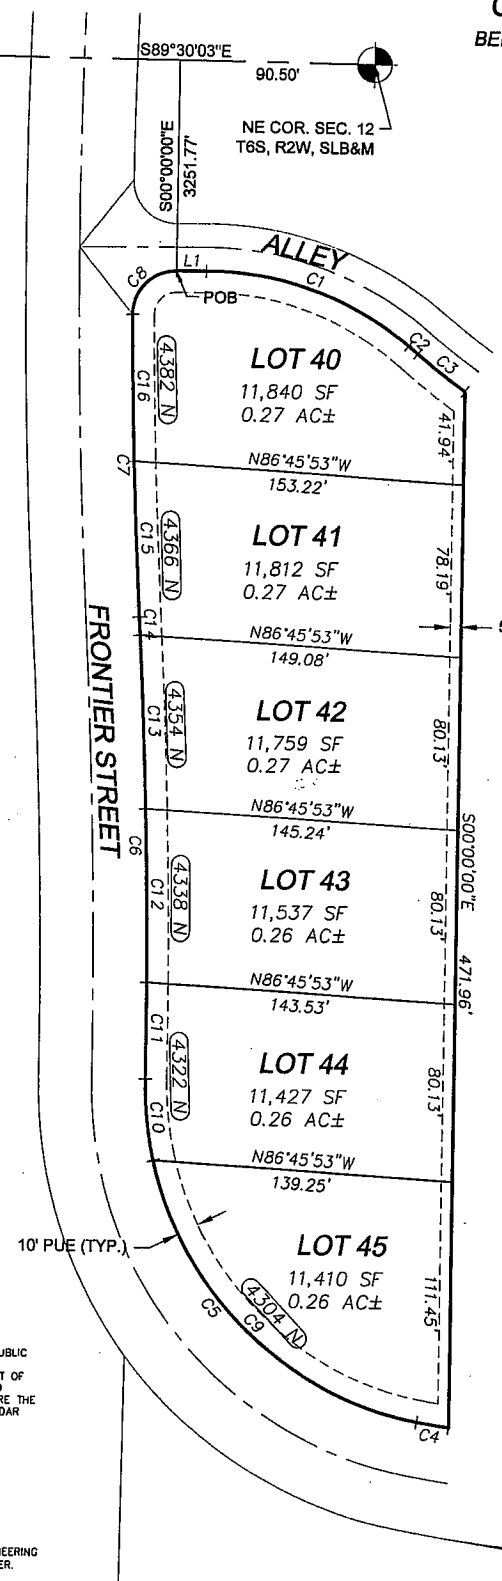 S89°30'03"E
90.50'
NE COR. SEC. 12
T6S, R2W, SLB&M
S00°00'00"E
3251.77'
ALLEY
L1
C1
C8
POB
C2
C3
LOT 40
11,840 SF
0.27 AC±
4382 N
C16
41.94'
N86°45'53"W
153.22'
C7
LOT 41
11,812 SF
0.27 AC±
4366 N
C15
78.19'
C14
N86°45'53"W
149.08'
FRONTIER STREET
LOT 42
11,759 SF
0.27 AC±
4354 N
C13
80.13'
N86°45'53"W
145.24'
C6
S00°00'00"E
471.96'
LOT 43
11,537 SF
0.26 AC±
4338 N
C12
80.13'
N86°45'53"W
143.53'
C11
LOT 44
11,427 SF
0.26 AC±
4322 N
80.13'
C10
N86°45'53"W
139.25'
10' PUE (TYP.)
LOT 45
11,410 SF
0.26 AC±
4304 N
111.45'
C5
C9
C4
UBLIC
T OF
RE THE
DAR
NEERING
ER.